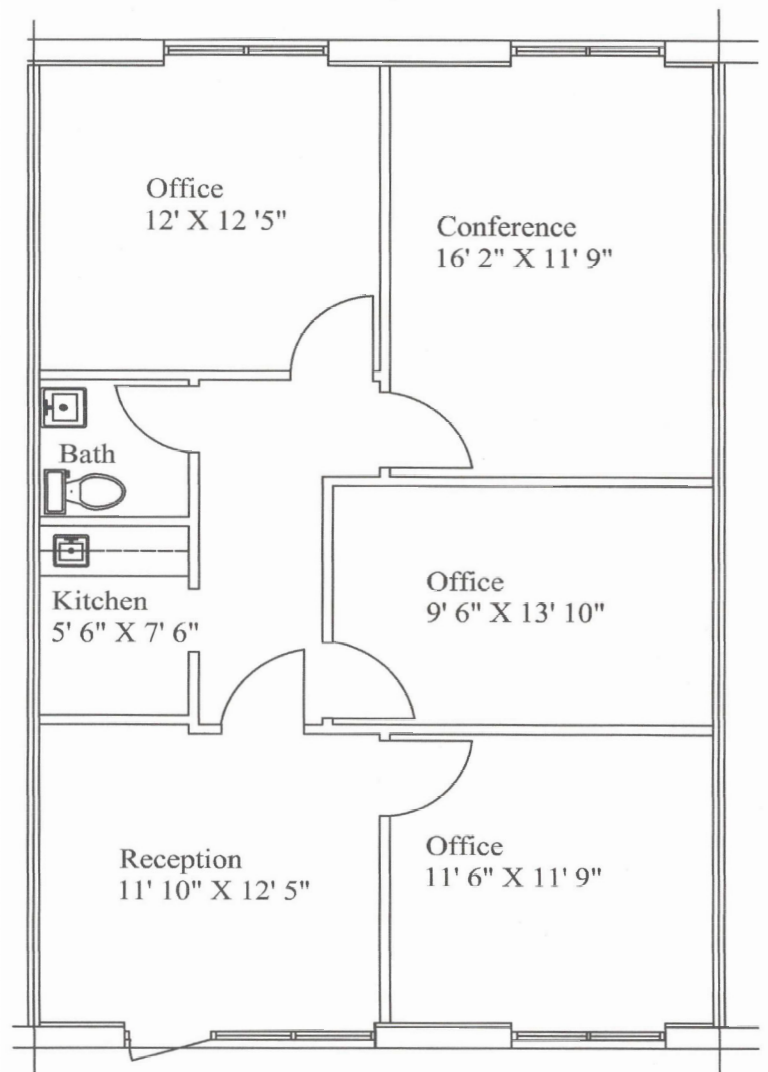 Office
12' X 12 '5"
Conference
16' 2" X 11' 9"
Bath
Office
9' 6" X 13' 10"
Kitchen
5' 6" X 7' 6"
Reception
11' 10" X 12' 5"
Office
11' 6" X 11' 9"